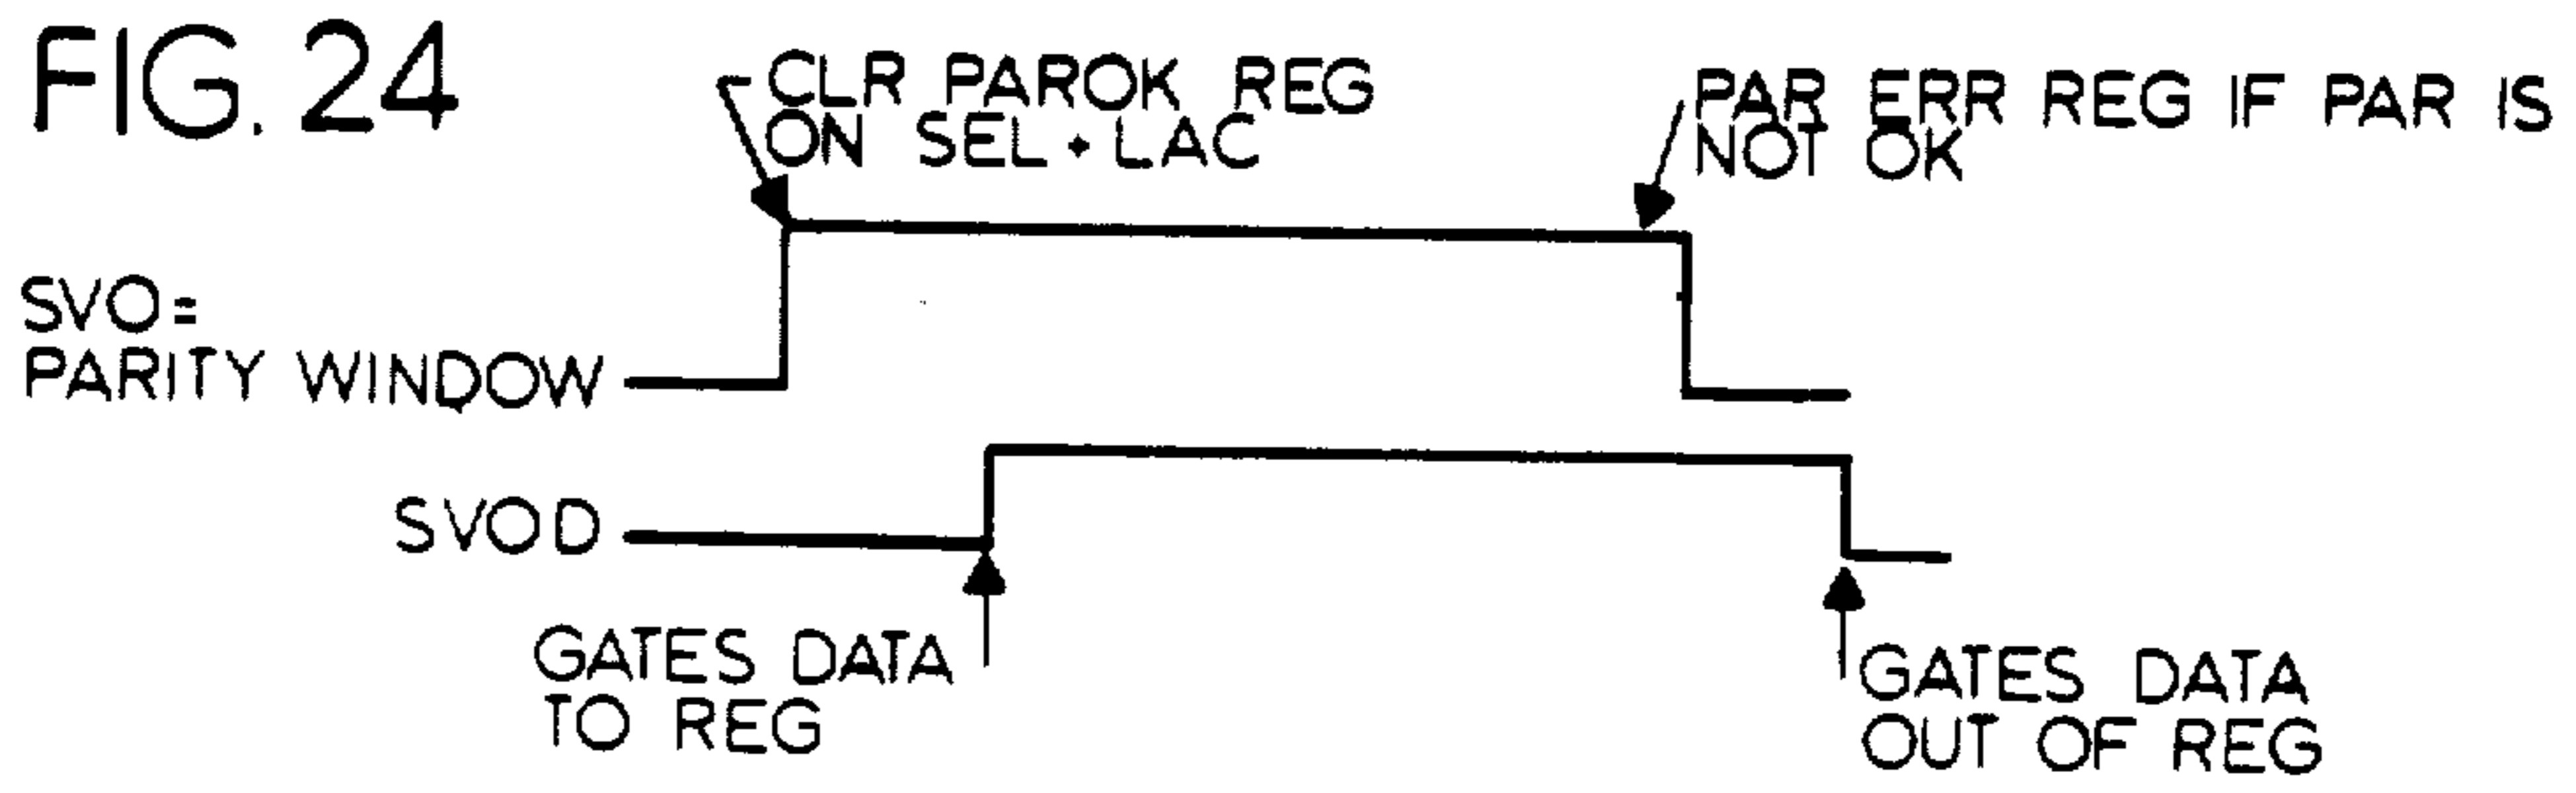 FIG. 24
CLR PAROK REG
ON SEL + LAC
PAR ERR REG IF PAR IS
NOT OK
SVO=
PARITY WINDOW
SVOD
GATES DATA
TO REG
GATES DATA
OUT OF REG